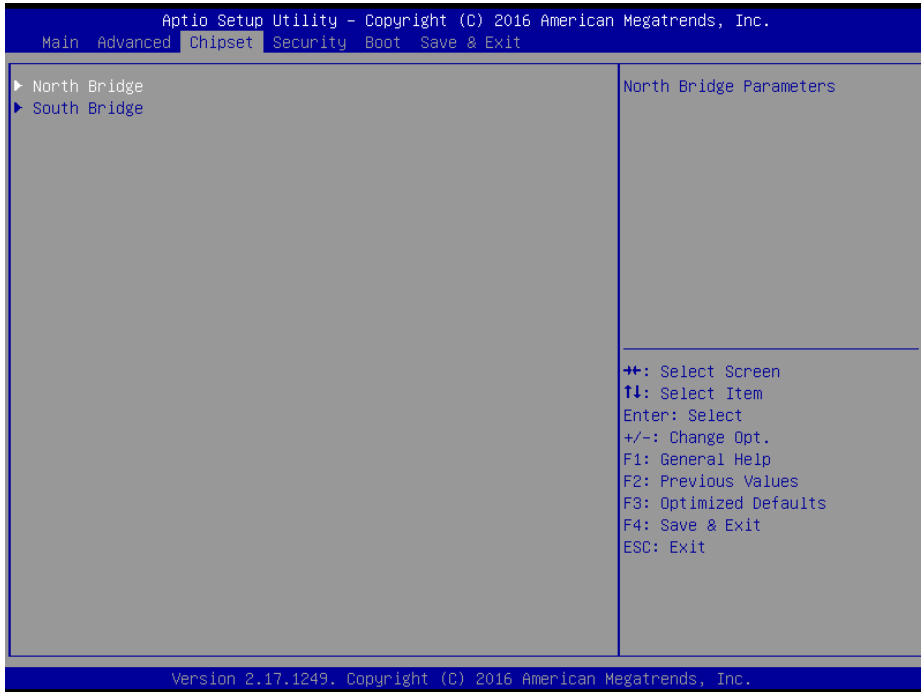 Aptio Setup Utility – Copyright (C) 2016 American Megatrends, Inc.
Main Advanced Chipset Security Boot Save & Exit
▶ North Bridge
▶ South Bridge
North Bridge Parameters
→←: Select Screen
↑↓: Select Item
Enter: Select
+/-: Change Opt.
F1: General Help
F2: Previous Values
F3: Optimized Defaults
F4: Save & Exit
ESC: Exit
Version 2.17.1249. Copyright (C) 2016 American Megatrends, Inc.